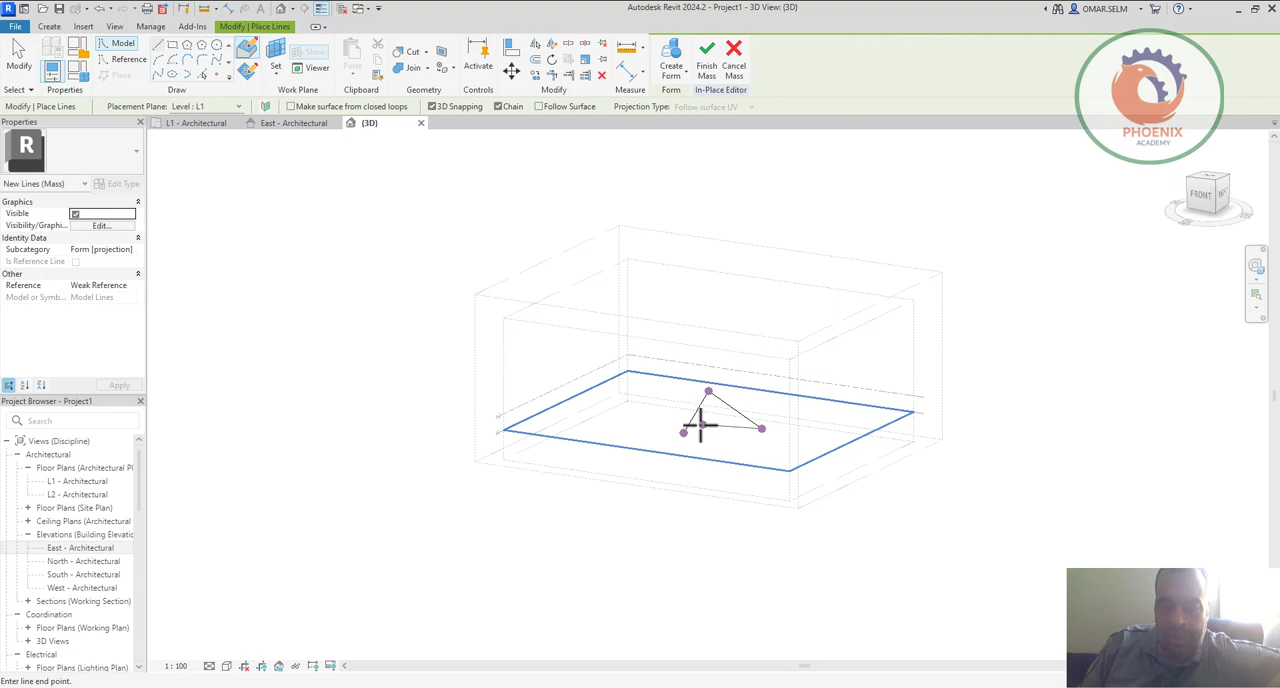 Autodesk Revit 2024.2 - Project1 - 3D View: {3D}
OMAR.SELM
File Create Insert View Manage Add-Ins Modify | Place Lines
Modify
Model
Reference
Plane
Set
Show
Viewer
Paste
Cut
Join
Activate
Create Form
Finish Mass
Cancel Mass
Select Properties Draw Work Plane Clipboard Geometry Controls Modify Measure Form In-Place Editor
Modify | Place Lines Placement Plane: Level : L1 Make surface from closed loops 3D Snapping Chain Follow Surface Projection Type: Follow surface UV
Properties
L1 - Architectural East - Architectural {3D}
PHOENIX
ACADEMY
R
New Lines (Mass) Edit Type
Graphics
Visible
Visibility/Graphi... Edit...
Identity Data
Subcategory Form [projection]
Is Reference Line
Other
Reference Weak Reference
Model or Symb... Model Lines
FRONT
Apply
Project Browser - Project1
Search
Views (Discipline)
Architectural
Floor Plans (Architectural Pl
L1 - Architectural
L2 - Architectural
Floor Plans (Site Plan)
Ceiling Plans (Architectural
Elevations (Building Elevatio
East - Architectural
North - Architectural
South - Architectural
West - Architectural
Sections (Working Section)
Coordination
Floor Plans (Working Plan)
3D Views
Electrical
Floor Plans (Lighting Plan)
1 : 100
Enter line end point.